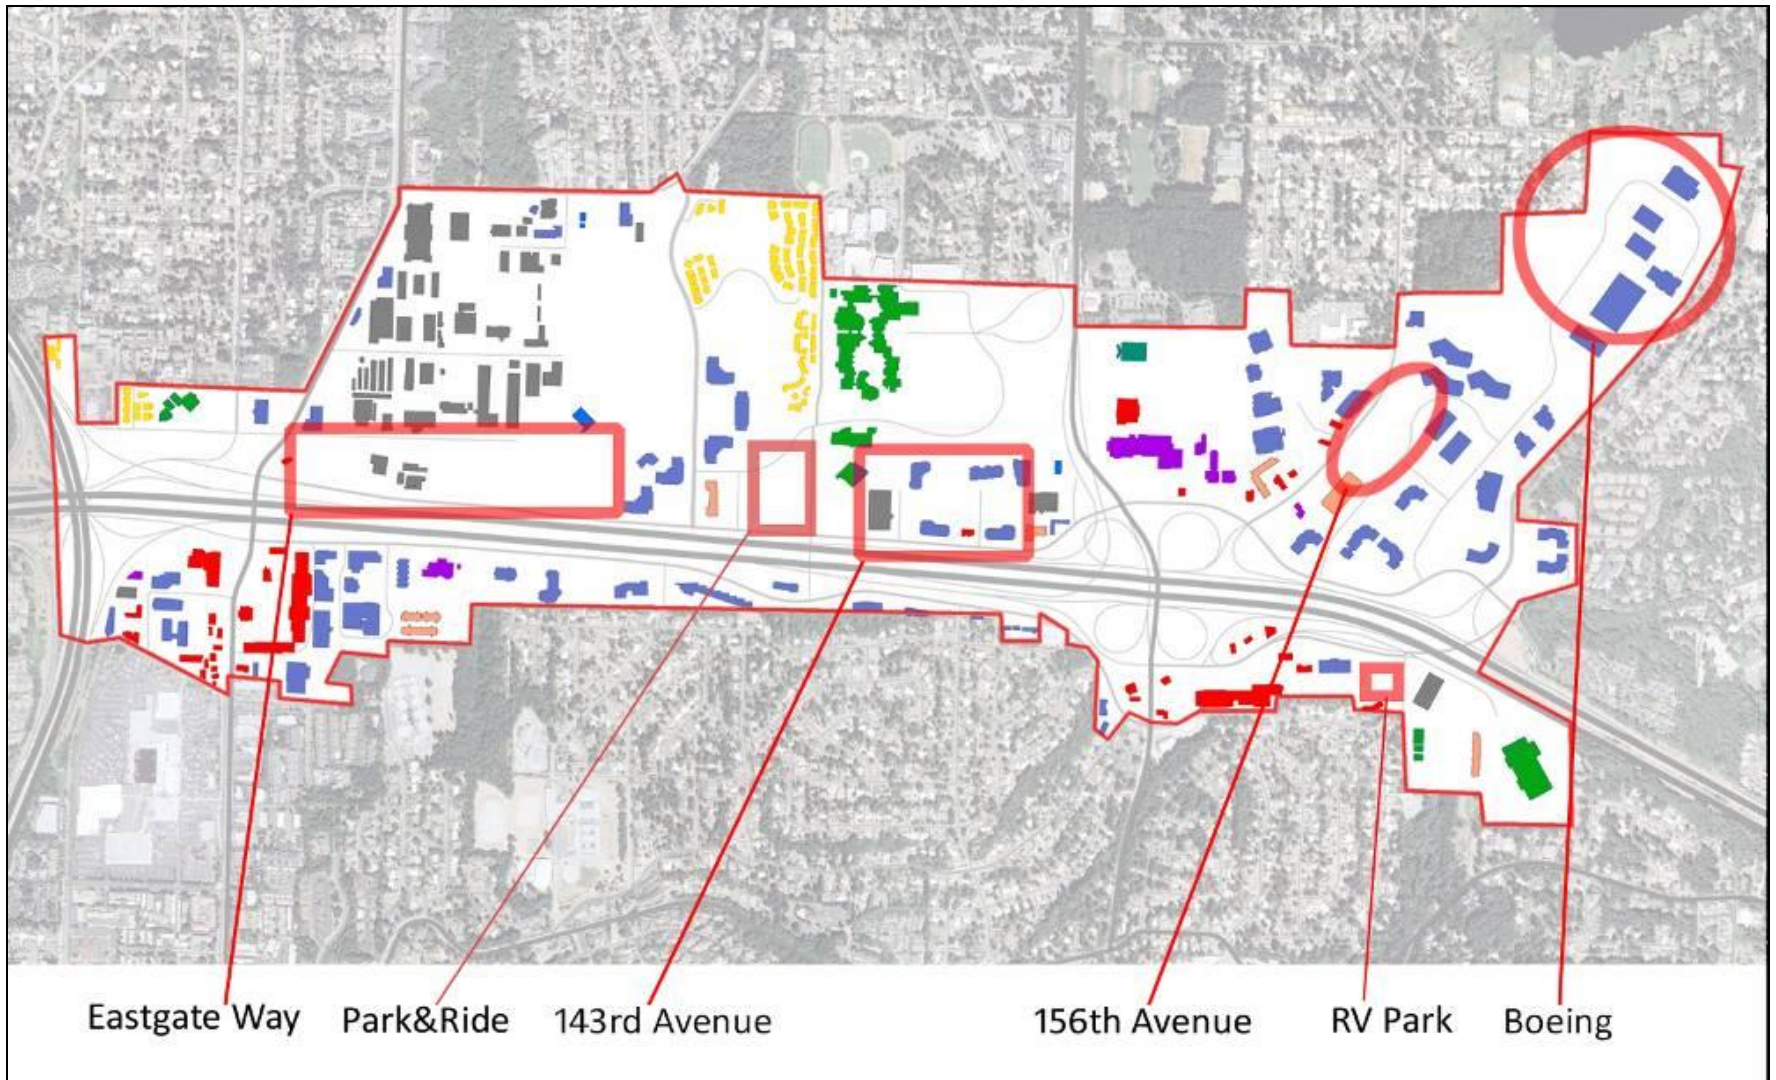 Eastgate Way
Park&Ride
143rd Avenue
156th Avenue
RV Park
Boeing